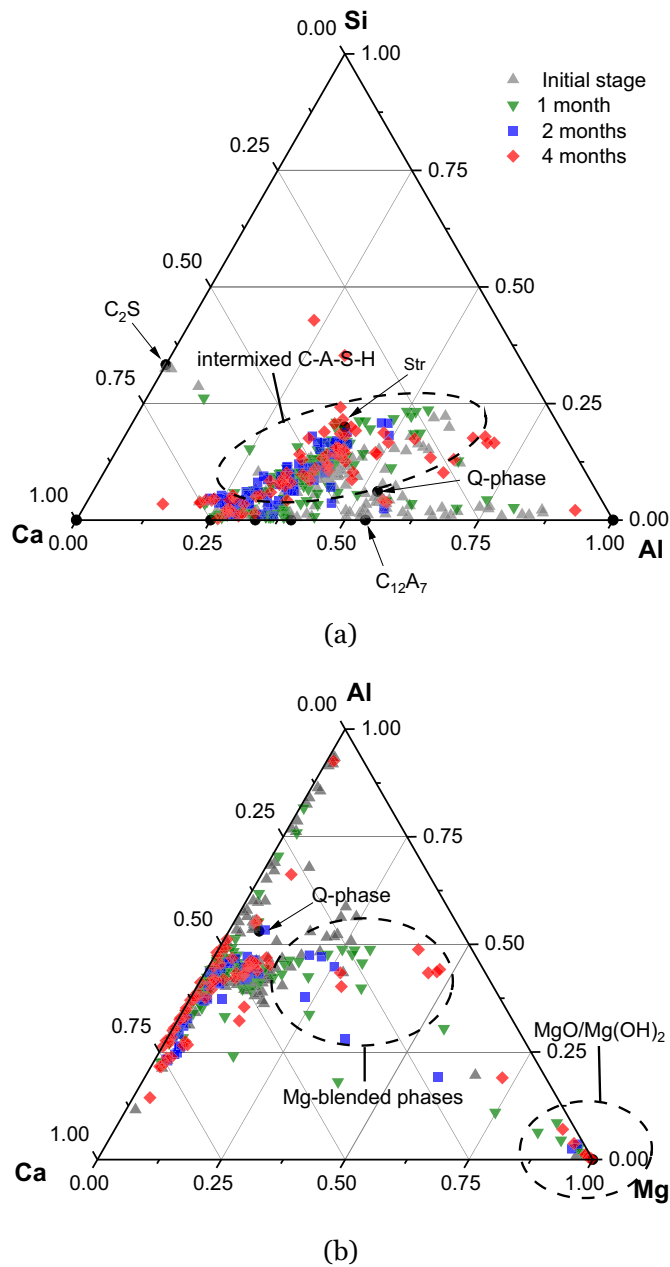 Si
0.00
1.00
Initial stage
1 month
2 months
4 months
0.25
0.75
0.50
0.50
C₂S
intermixed C-A-S-H
Str
0.75
0.25
Q-phase
1.00
0.00
Ca
Al
0.00
0.25
0.50
0.75
1.00
C₁₂A₇
(a)
Al
0.00
1.00
0.25
0.75
Q-phase
0.50
0.50
MgO/Mg(OH)₂
0.75
0.25
Mg-blended phases
1.00
0.00
Ca
Mg
0.00
0.25
0.50
0.75
1.00
(b)